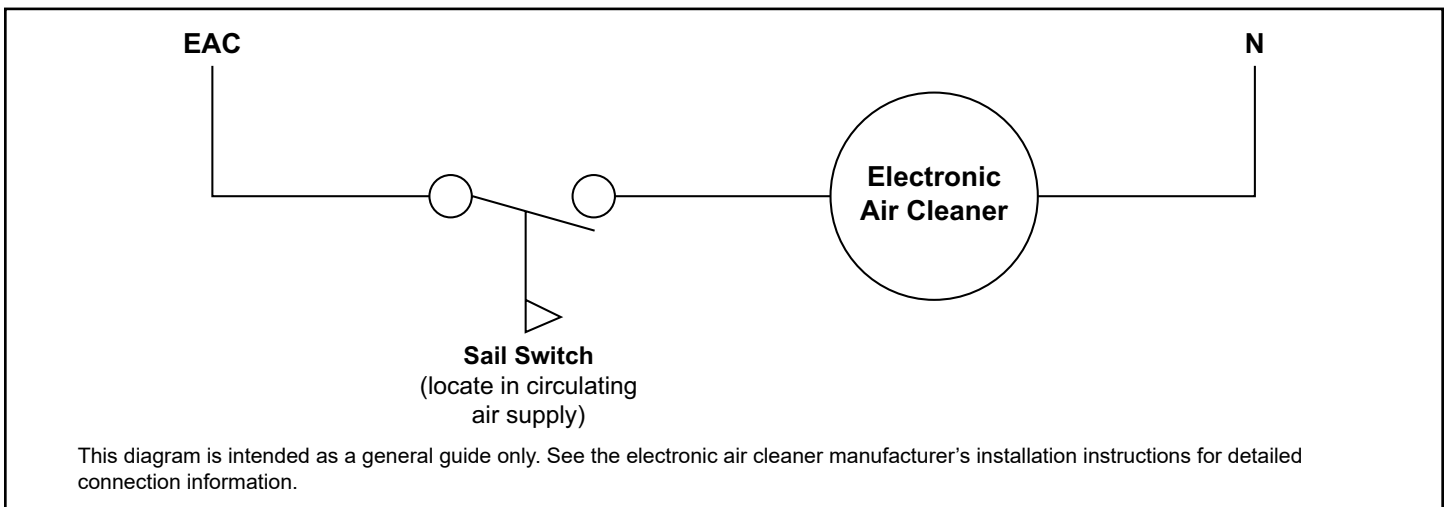 EAC
N
Electronic
Air Cleaner
Sail Switch
(locate in circulating
air supply)
This diagram is intended as a general guide only. See the electronic air cleaner manufacturer’s installation instructions for detailed
connection information.